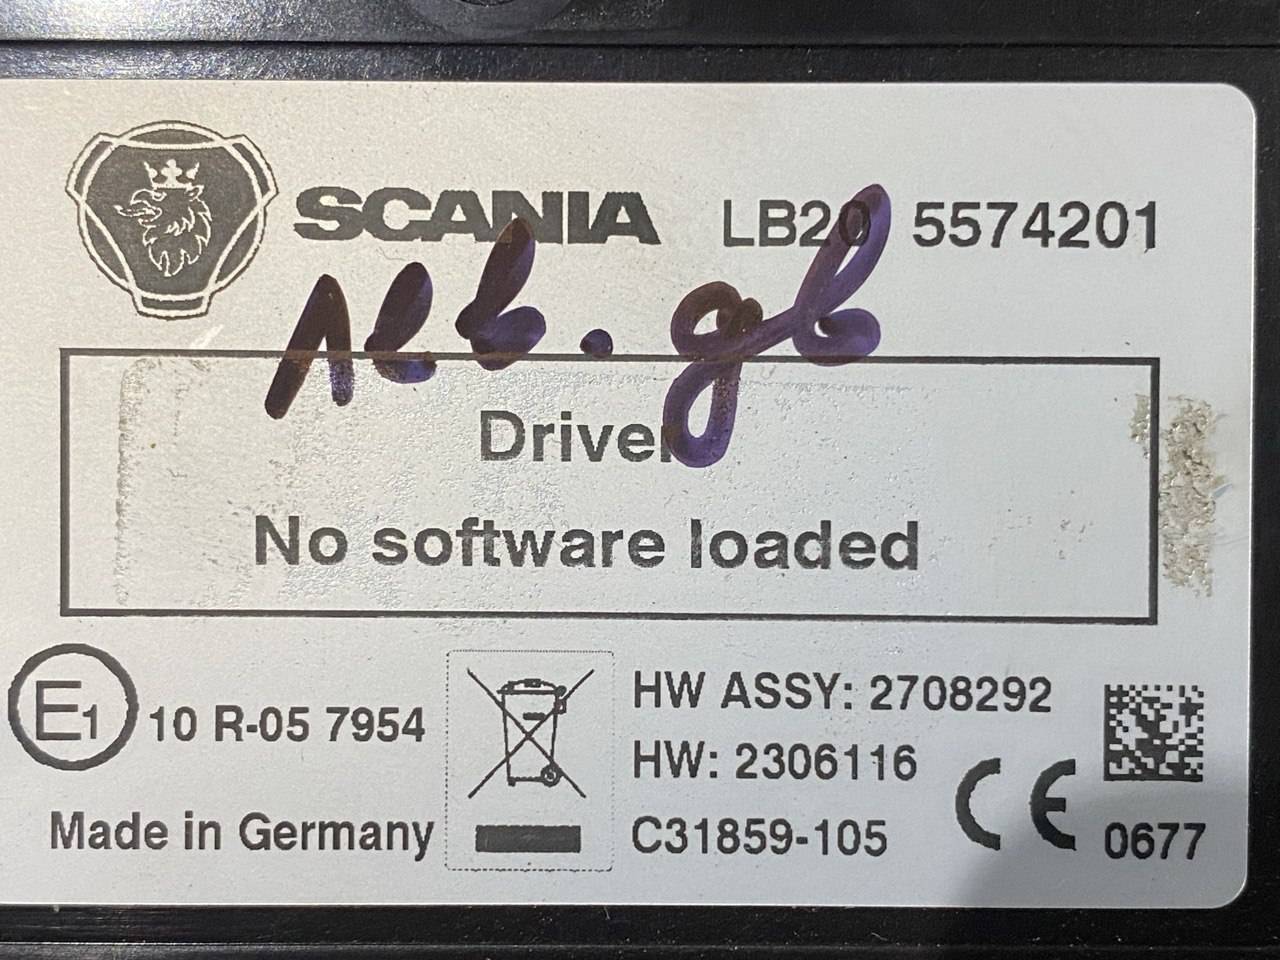 SCANIA LB20 5574201
Driver
No software loaded
E1 10 R-05 7954
HW ASSY: 2708292
HW: 2306116
Made in Germany
C31859-105
CE 0677